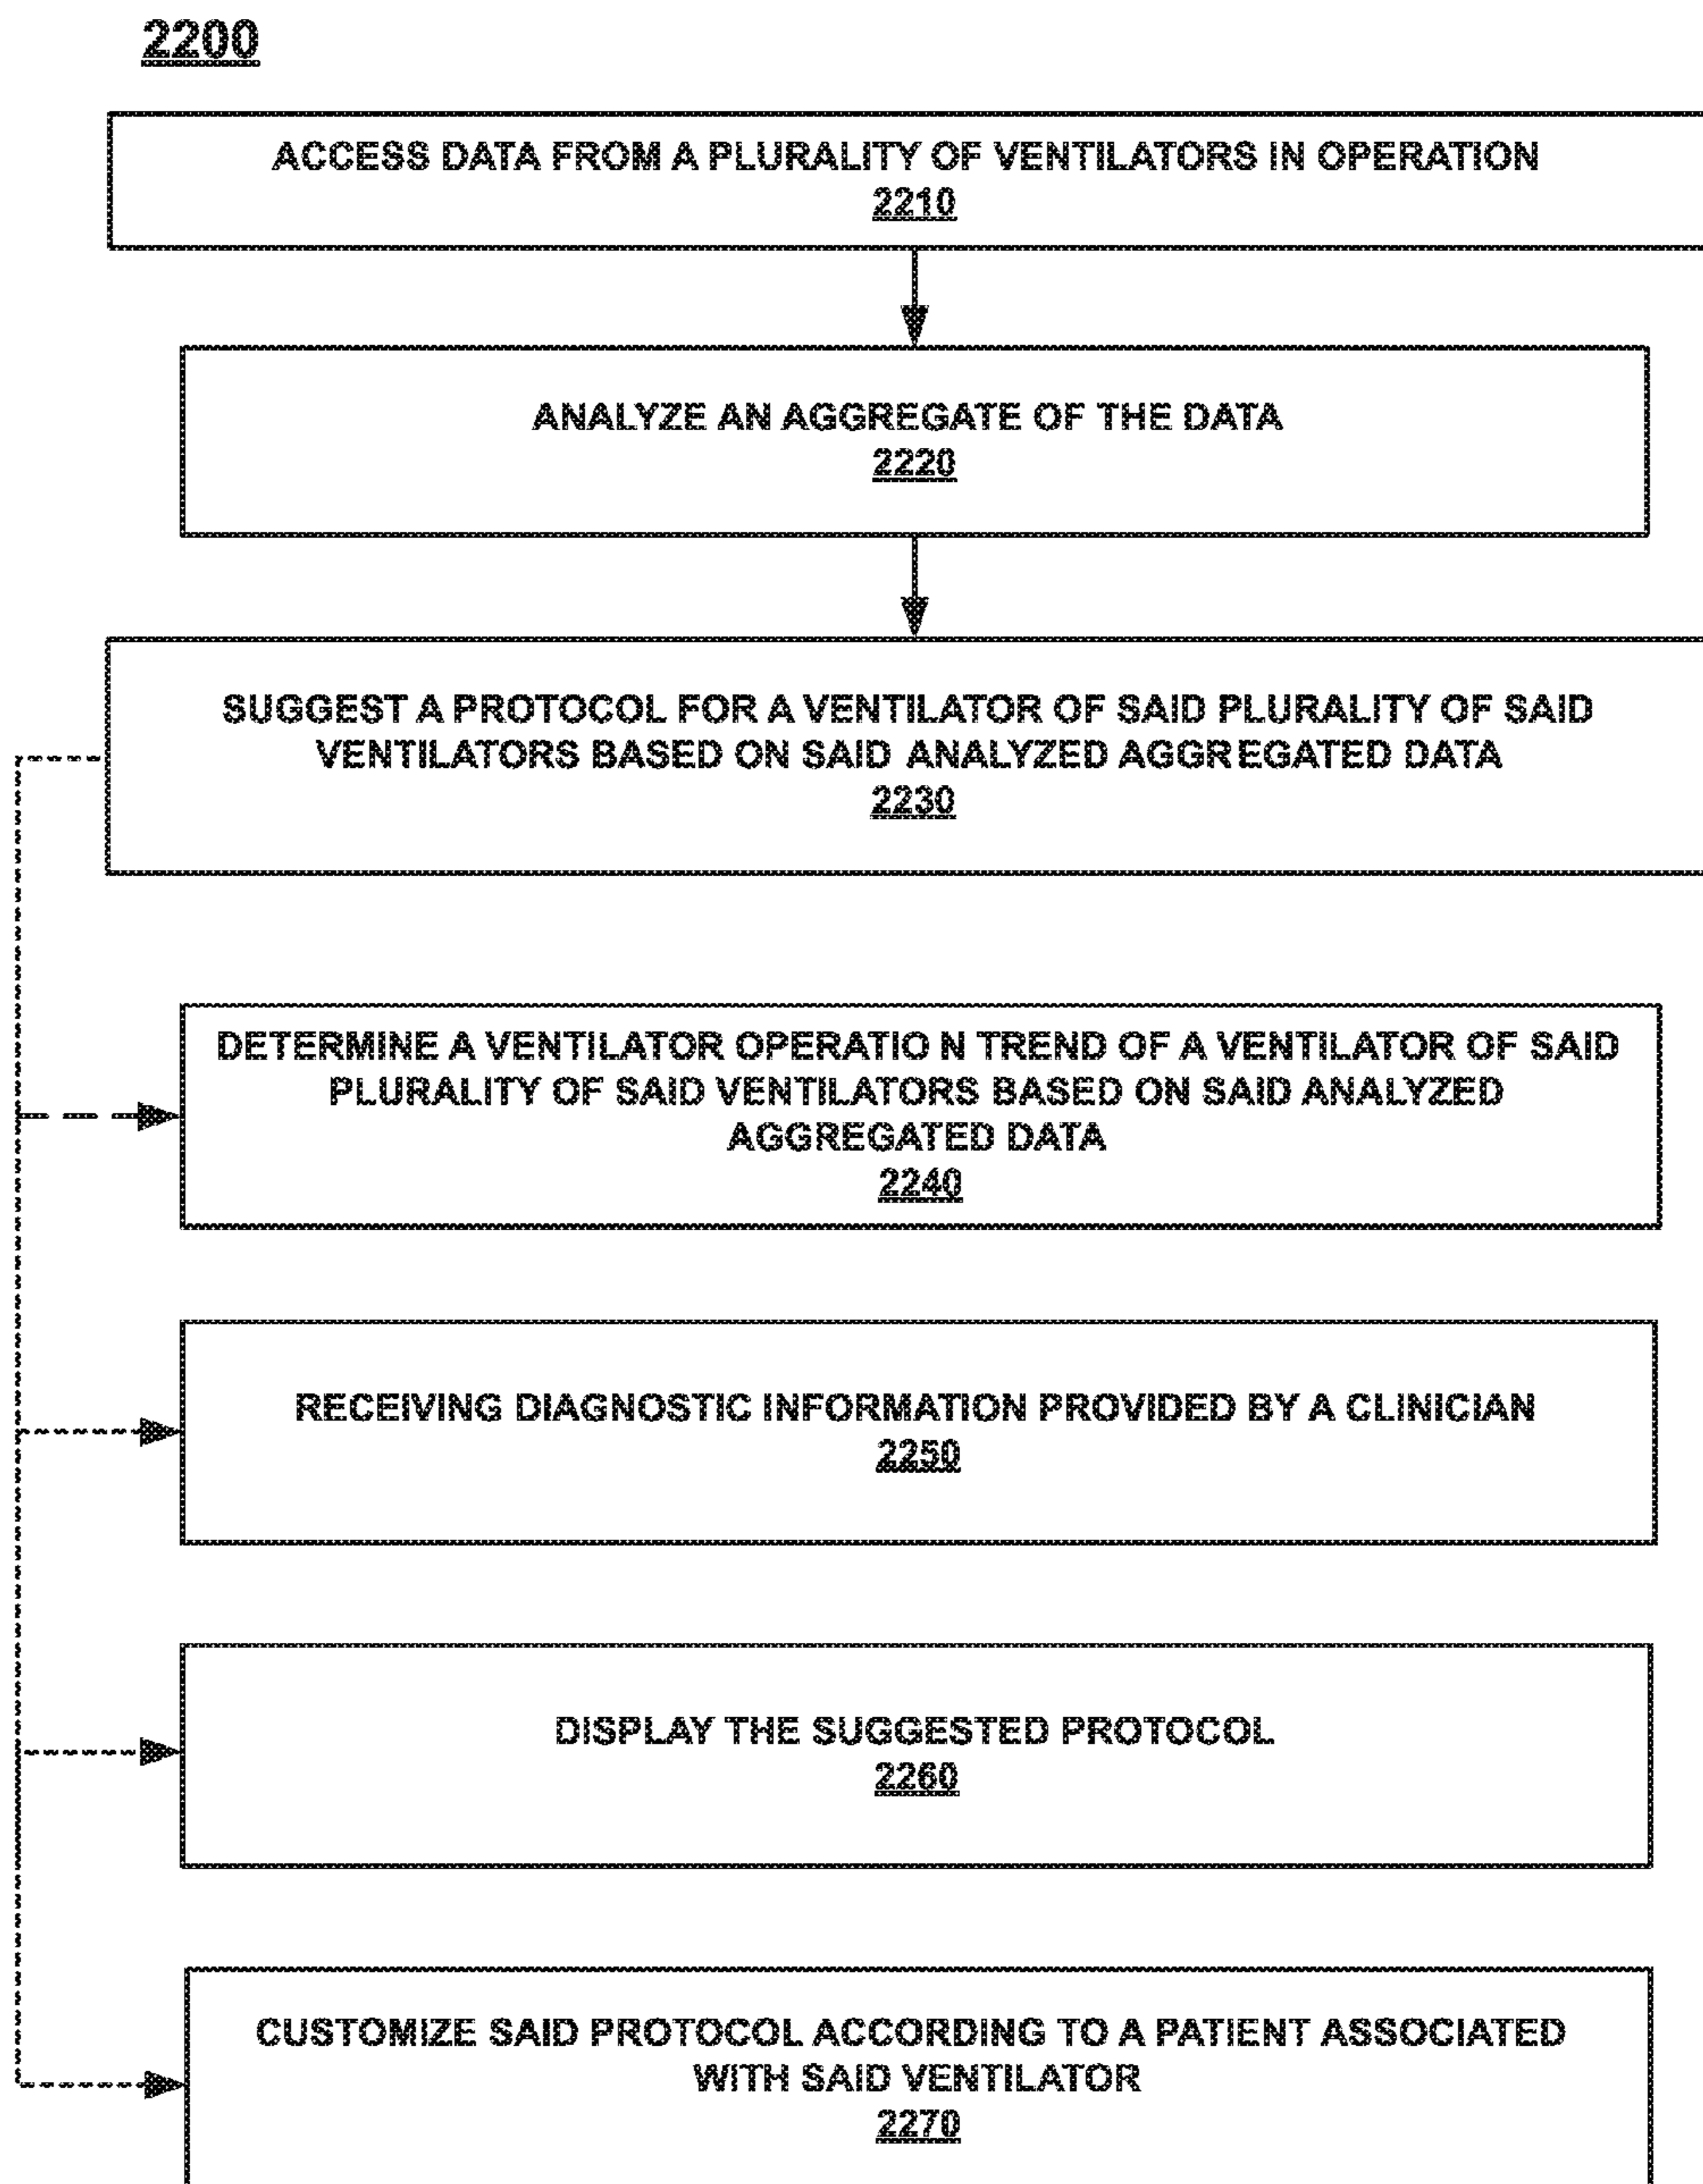 2200
ACCESS DATA FROM A PLURALITY OF VENTILATORS IN OPERATION
2210
ANALYZE AN AGGREGATE OF THE DATA
2220
SUGGEST A PROTOCOL FOR A VENTILATOR OF SAID PLURALITY OF SAID
VENTILATORS BASED ON SAID ANALYZED AGGREGATED DATA
2230
DETERMINE A VENTILATOR OPERATIO N TREND OF A VENTILATOR OF SAID
PLURALITY OF SAID VENTILATORS BASED ON SAID ANALYZED
AGGREGATED DATA
2240
RECEIVING DIAGNOSTIC INFORMATION PROVIDED BY A CLINICIAN
2250
DISPLAY THE SUGGESTED PROTOCOL
2260
CUSTOMIZE SAID PROTOCOL ACCORDING TO A PATIENT ASSOCIATED
WITH SAID VENTILATOR
2270